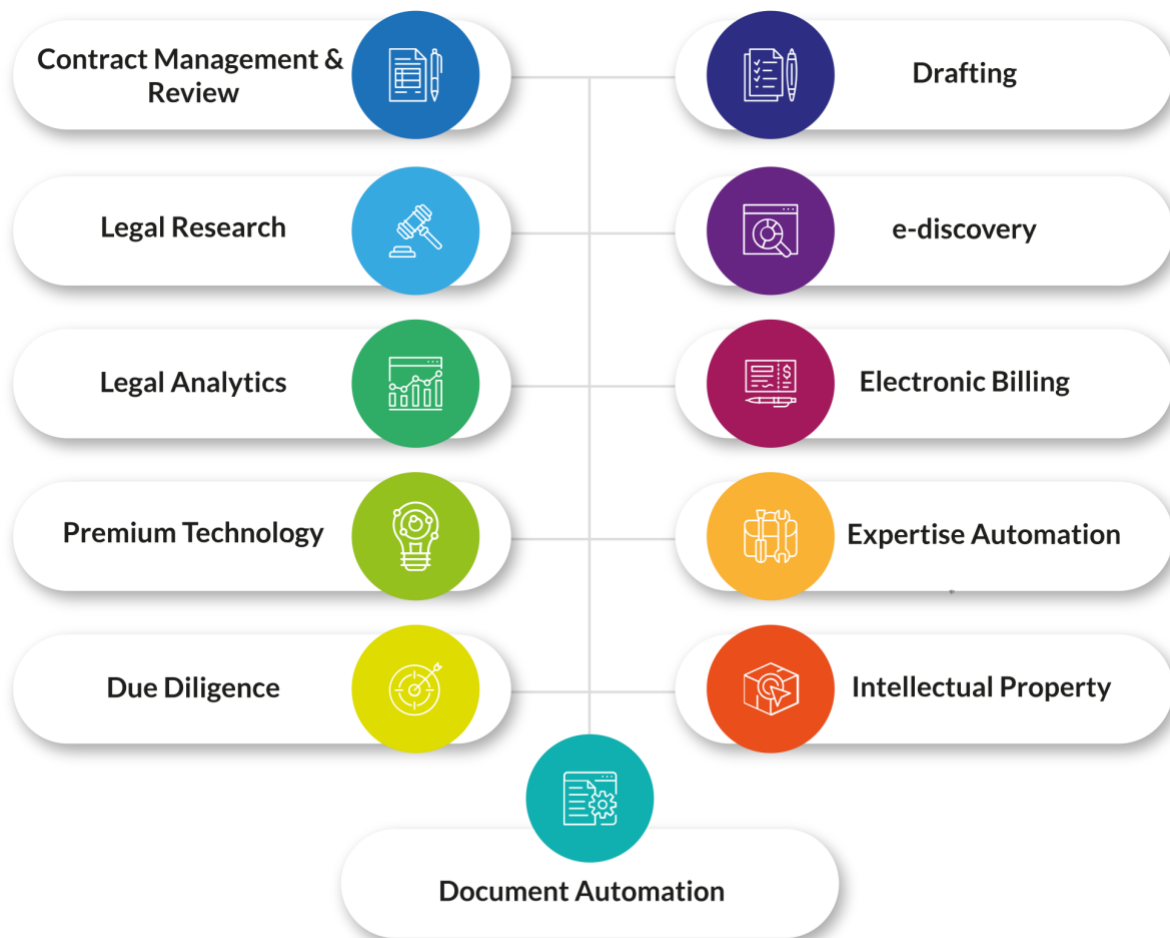 Contract Management &
Review
Drafting
Legal Research
e-discovery
Legal Analytics
Electronic Billing
Premium Technology
Expertise Automation
Due Diligence
Intellectual Property
$
Document Automation